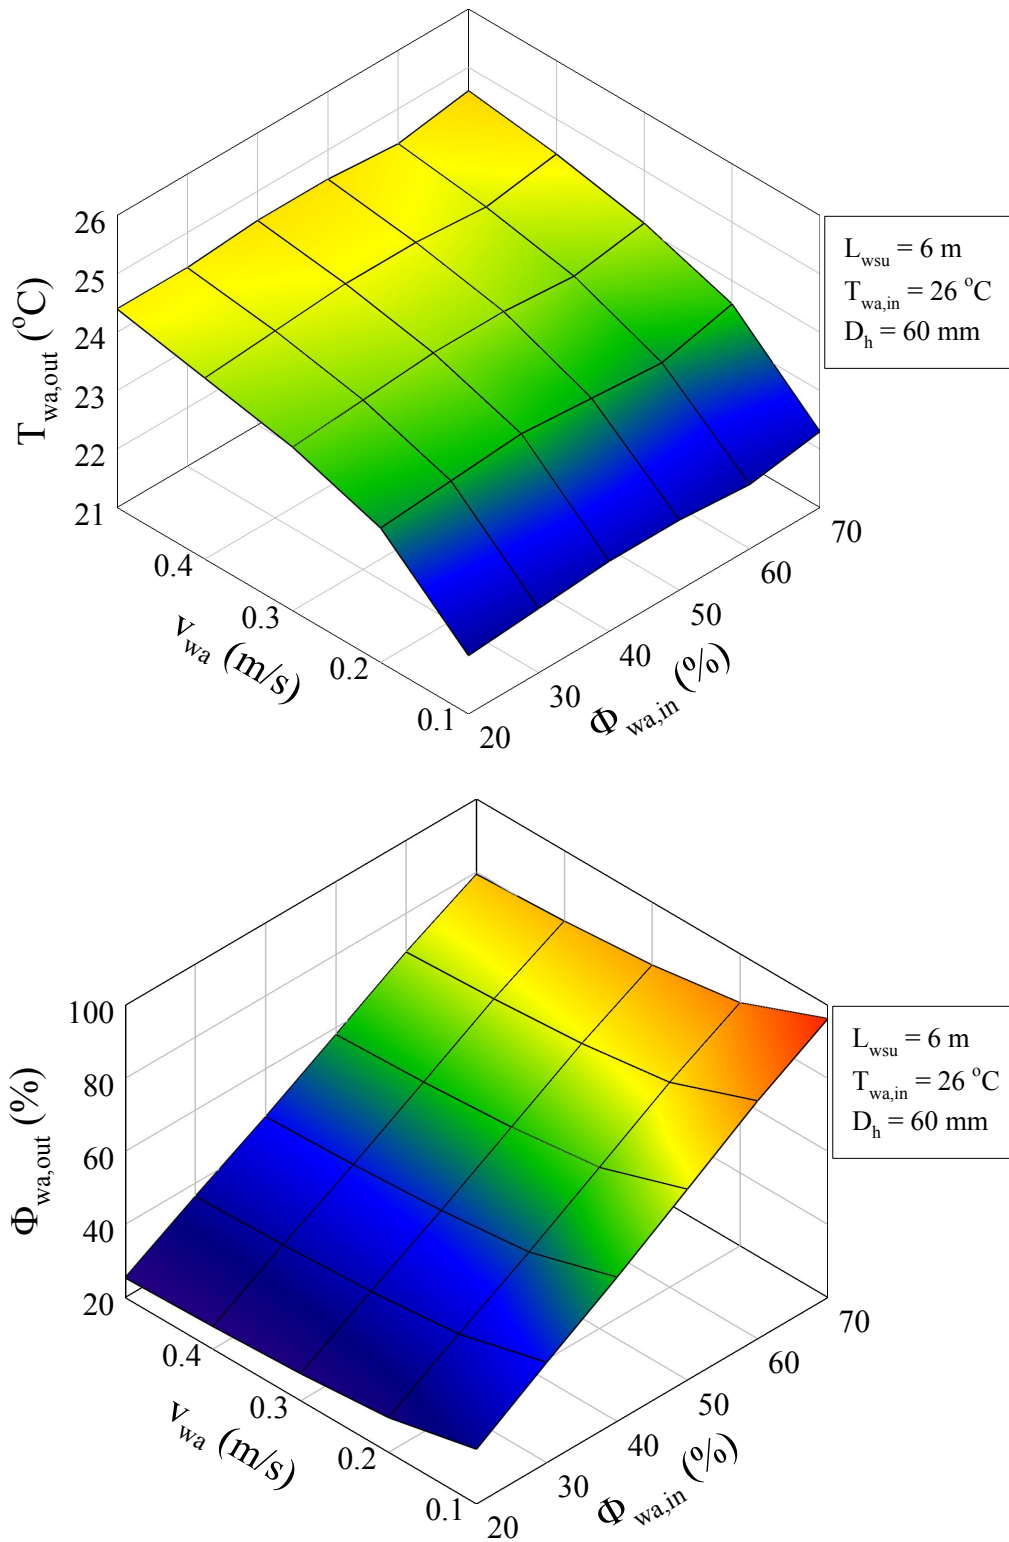 26
25
24
23
22
21
T_wa,out (°C)
0.4
0.3
0.2
0.1
v_wa (m/s)
20
30
40
50
60
70
Φ_wa,in (%)
L_wsu = 6 m
T_wa,in = 26 °C
D_h = 60 mm
100
80
60
40
20
Φ_wa,out (%)
0.4
0.3
0.2
0.1
v_wa (m/s)
20
30
40
50
60
70
Φ_wa,in (%)
L_wsu = 6 m
T_wa,in = 26 °C
D_h = 60 mm